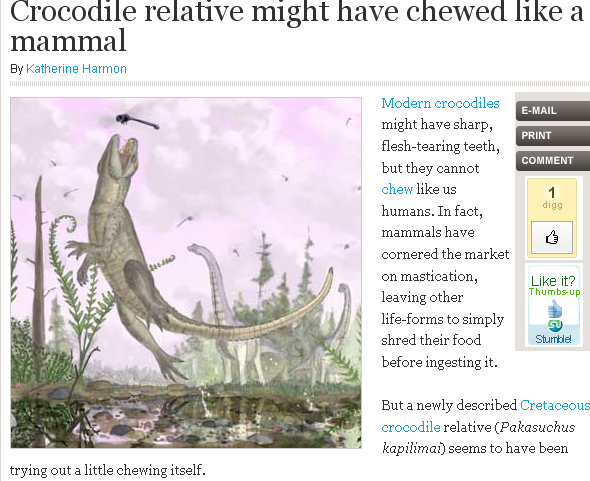 Crocodile relative might have chewed like a
mammal
By Katherine Harmon
Modern crocodiles
might have sharp,
flesh-tearing teeth,
but they cannot
chew like us
humans. In fact,
mammals have
cornered the market
on mastication,
leaving other
life-forms to simply
shred their food
before ingesting it.
But a newly described Cretaceous
crocodile relative (Pakasuchus
kapilimai) seems to have been
trying out a little chewing itself.
E-MAIL
PRINT
COMMENT
1
digg
Like it?
Thumbs-up
Stumble!